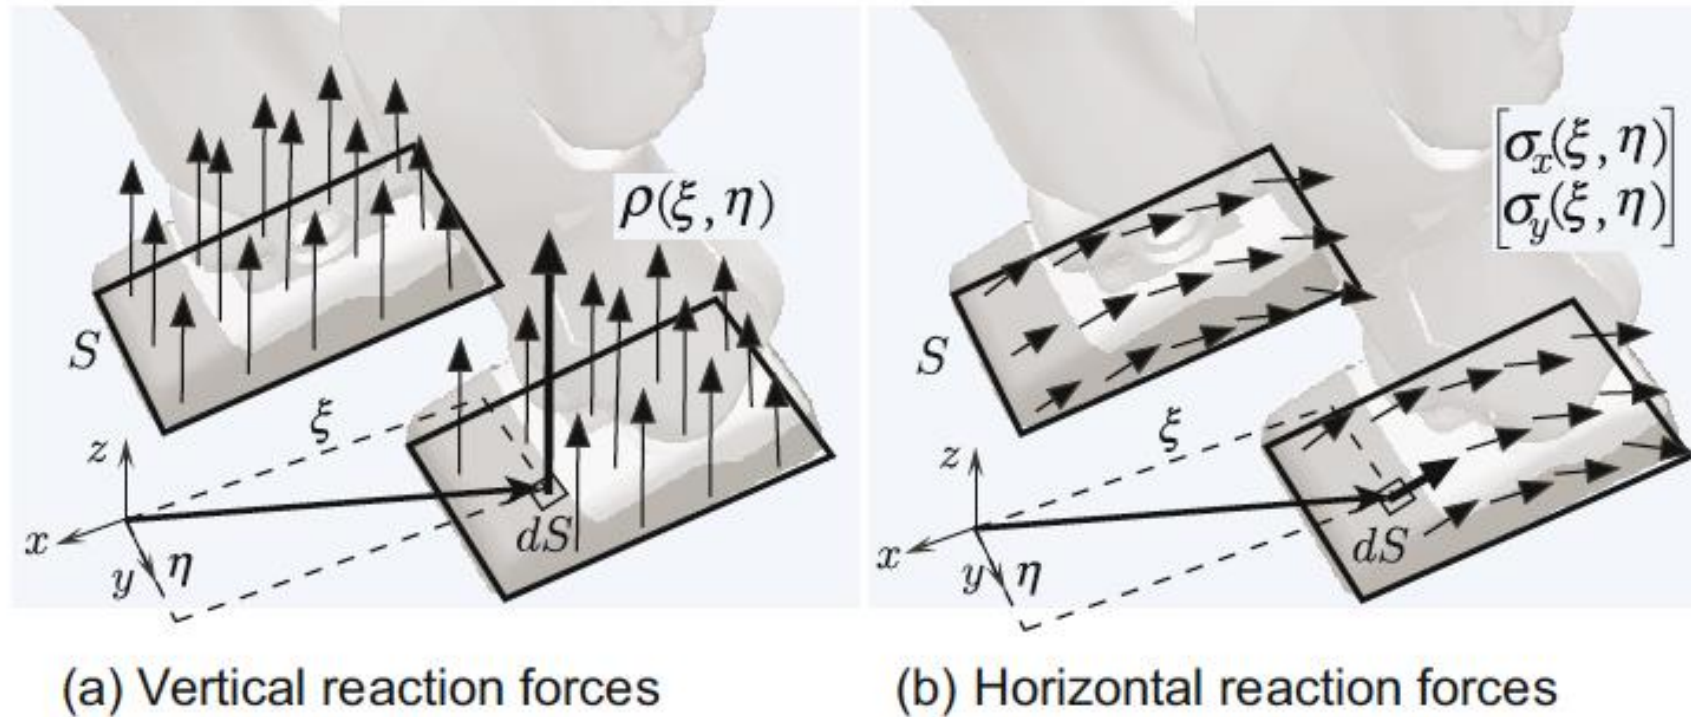 ρ(ξ, η)
S
ξ
z
x
y
η
dS
(a) Vertical reaction forces
[σx(ξ, η)
σy(ξ, η)]
S
ξ
z
x
y
η
dS
(b) Horizontal reaction forces